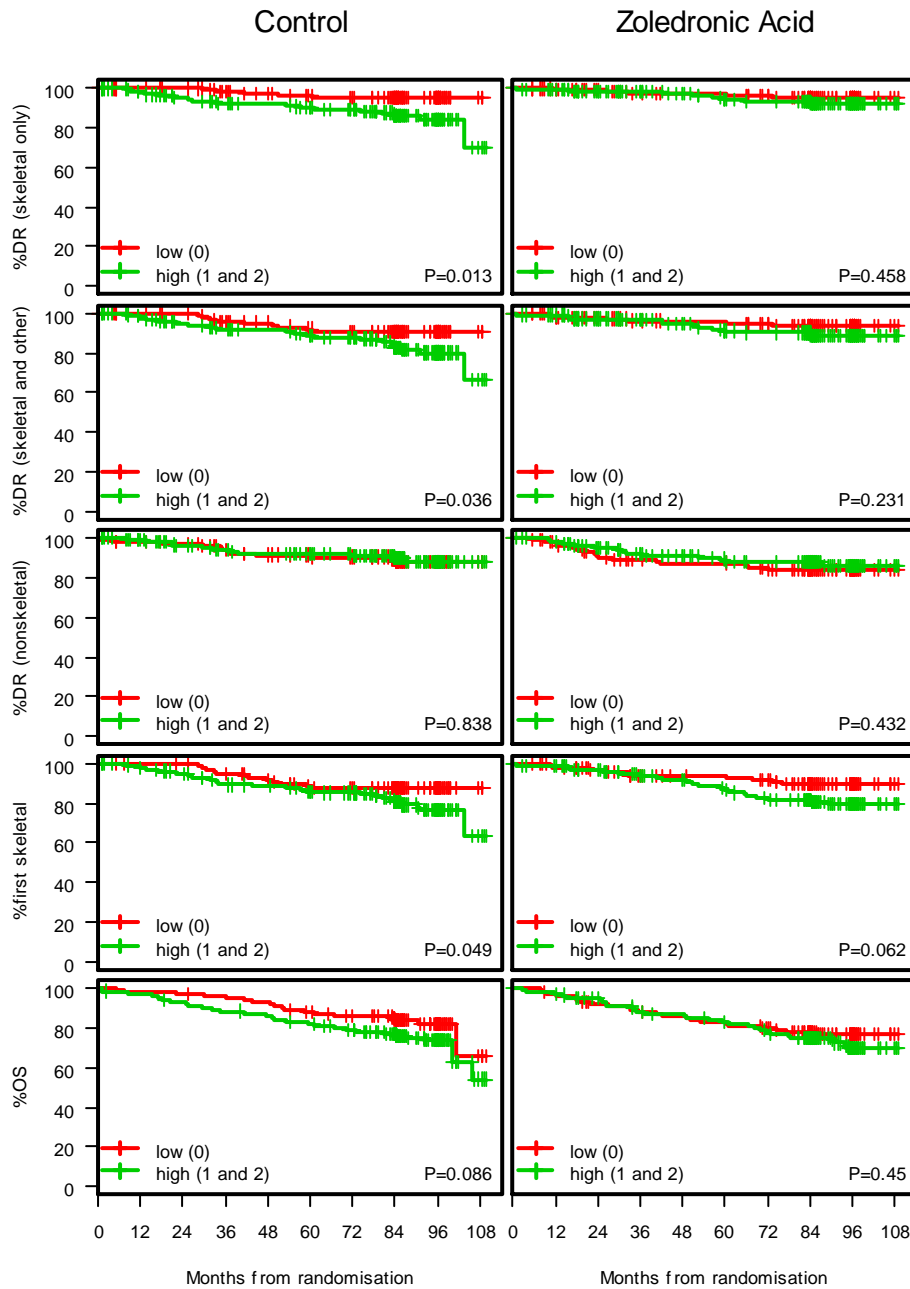 Control
Zoledronic Acid
%DR (skeletal only)
100
80
60
40
20
0
low (0)
high (1 and 2)
P=0.013
low (0)
high (1 and 2)
P=0.458
%DR (skeletal and other)
100
80
60
40
20
0
low (0)
high (1 and 2)
P=0.036
low (0)
high (1 and 2)
P=0.231
%DR (nonskeletal)
100
80
60
40
20
0
low (0)
high (1 and 2)
P=0.838
low (0)
high (1 and 2)
P=0.432
%first skeletal
100
80
60
40
20
0
low (0)
high (1 and 2)
P=0.049
low (0)
high (1 and 2)
P=0.062
%OS
100
80
60
40
20
0
low (0)
high (1 and 2)
P=0.086
low (0)
high (1 and 2)
P=0.45
0 12 24 36 48 60 72 84 96 108
0 12 24 36 48 60 72 84 96 108
Months from randomisation
Months from randomisation